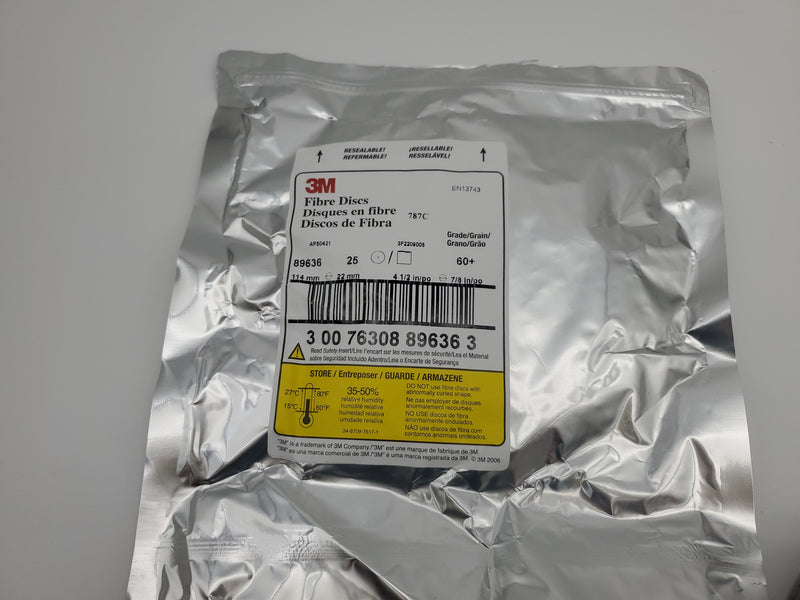 RESEALABLE! ¡RESELLABLE!
REFERMABLE! RESSELÁVEL!
3M
EN13743
Fibre Discs
Disques en fibre 787C
Discos de Fibra
Grade/Grain/
Grano/Grão
AP50421 3F2209008
89636 25 / 60+
114 mm ⊖ 22 mm 4 1/2 in/po ⊖ 7/8 in/po
3 00 76308 89636 3
Read Safety Insert/Lire l'encart sur les mesures de sécurité/Lea el Material
sobre Seguridad Incluido Adentro/Leia o Encarte de Segurança
STORE / Entreposer / GUARDE / ARMAZENE
27°C 80°F
15°C 60°F
35-50%
relative humidity
humidité relative
humedad relativa
umidade relativa
34-8709-7617-1
DO NOT use fibre discs with
abnormally curled shape.
Ne pas employer de disques
anormalement recourbés.
NO USE discos de fibra
anormalmente ondulados.
NÃO use discos de fibra com
contornos anormais ondeados.
"3M" is a trademark of 3M Company./"3M" est une marque de fabrique de 3M.
"3M" es una marca comercial de 3M./"3M" é uma marca registrada da 3M. © 3M 2006